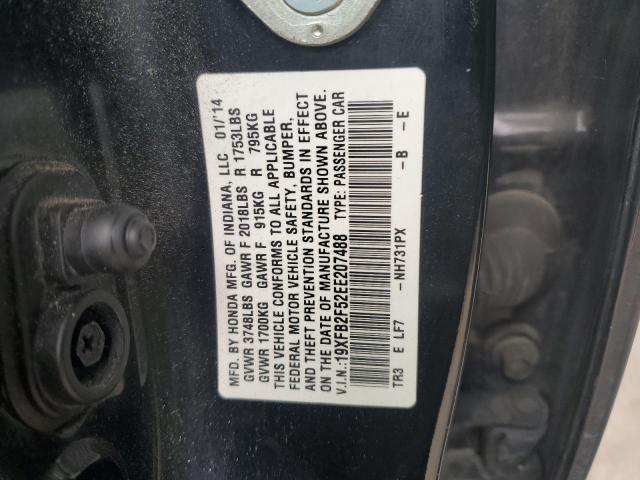 MFD. BY HONDA MFG. OF INDIANA, LLC 01/'14
GVWR 3748LBS GAWR F 2018LBS R 1753LBS
GVWR 1700KG GAWR F 915KG R 795KG
THIS VEHICLE CONFORMS TO ALL APPLICABLE
FEDERAL MOTOR VEHICLE SAFETY, BUMPER,
AND THEFT PREVENTION STANDARDS IN EFFECT
ON THE DATE OF MANUFACTURE SHOWN ABOVE.
V.I.N.:19XFB2F52EE207488 TYPE: PASSENGER CAR
TR3 E LF7 -NH731PX -B -E